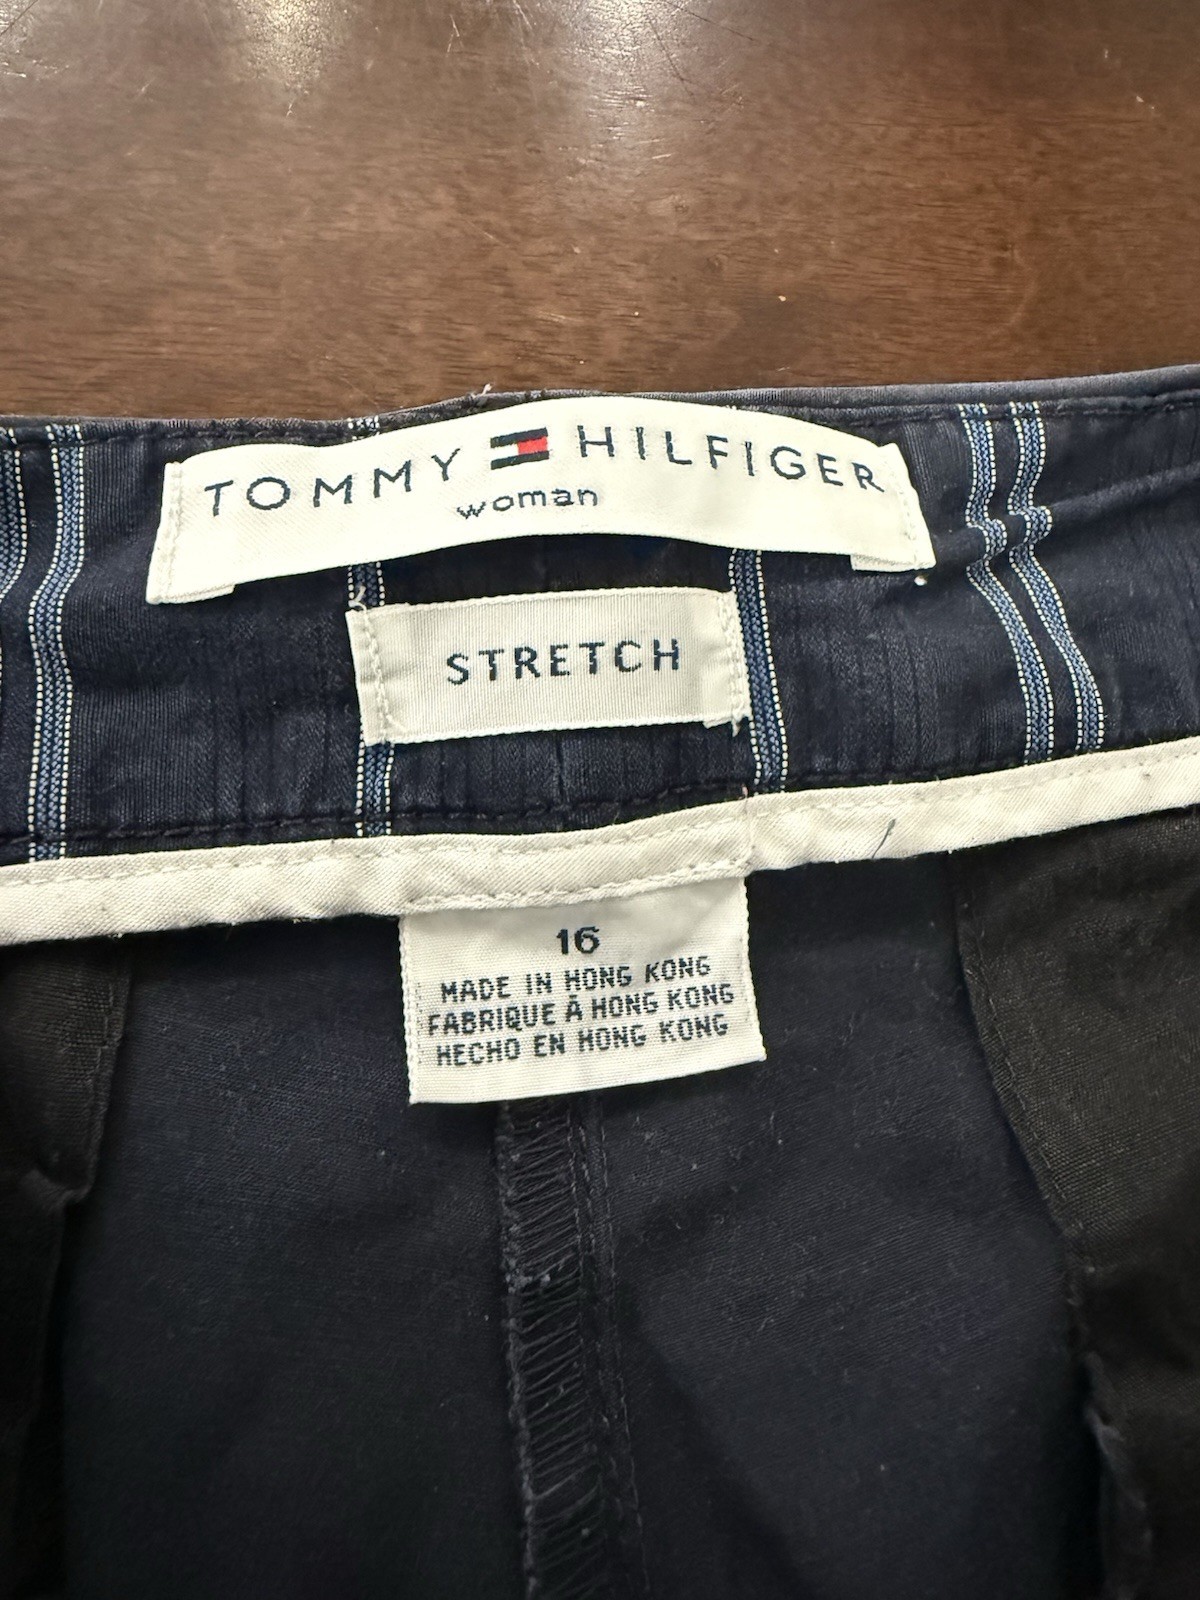 TOMMY HILFIGER
woman
STRETCH
16
MADE IN HONG KONG
FABRIQUE À HONG KONG
HECHO EN HONG KONG